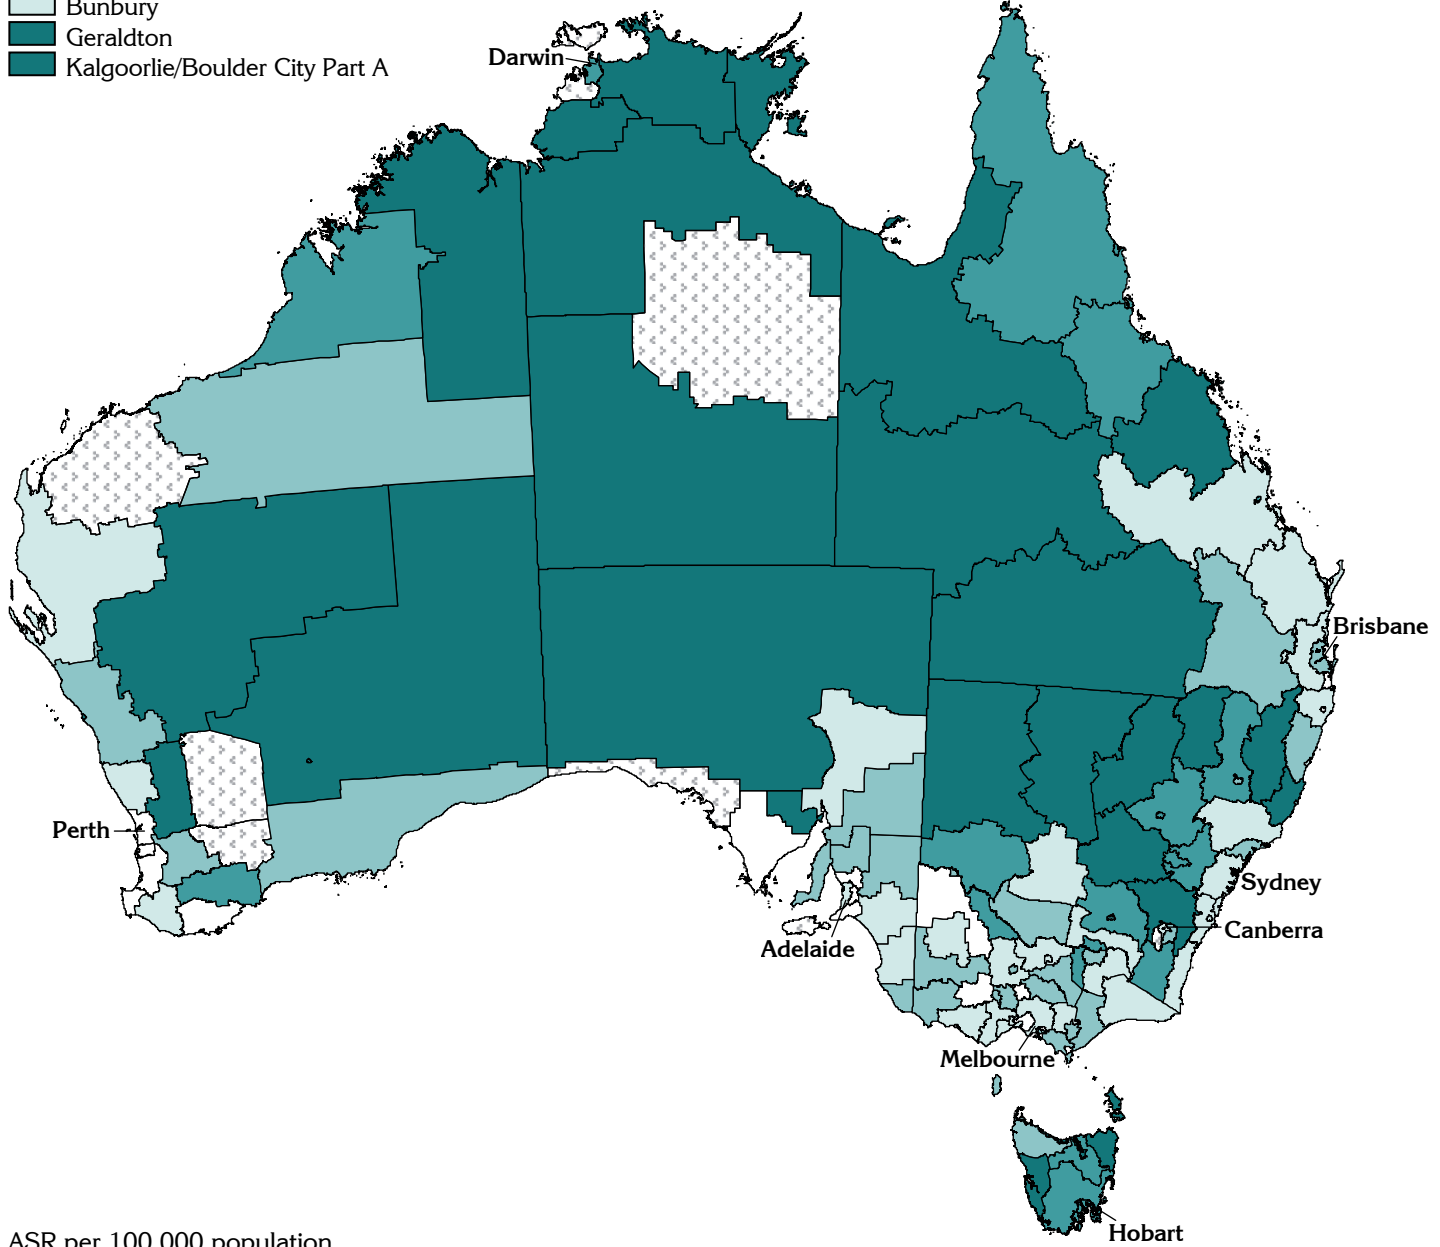 Bunbury
Geraldton
Kalgoorlie/Boulder City Part A
Darwin
Brisbane
Perth
Sydney
Canberra
Adelaide
Melbourne
Hobart
ASR per 100,000 population